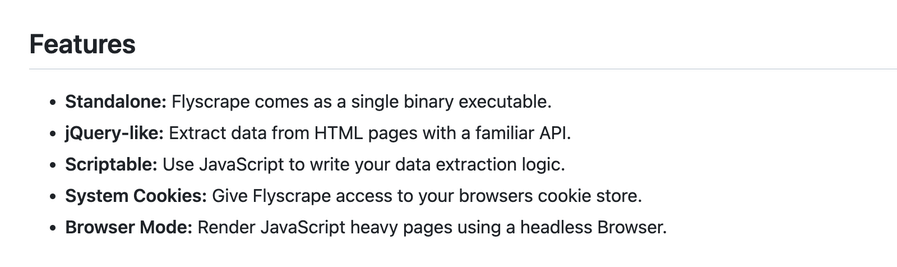 Features
• Standalone: Flyscrape comes as a single binary executable.
• jQuery-like: Extract data from HTML pages with a familiar API.
• Scriptable: Use JavaScript to write your data extraction logic.
• System Cookies: Give Flyscrape access to your browsers cookie store.
• Browser Mode: Render JavaScript heavy pages using a headless Browser.